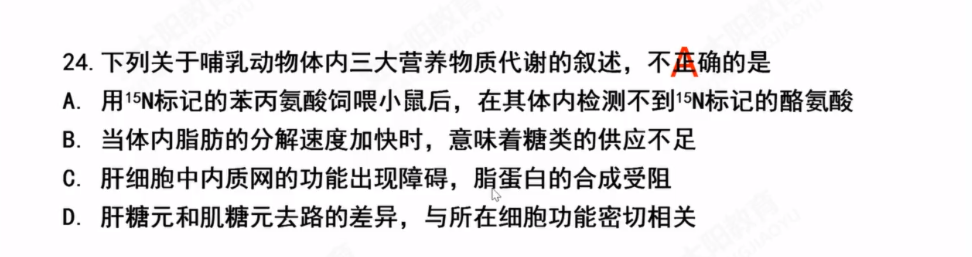 24. 下列关于哺乳动物体内三大营养物质代谢的叙述，不正确的是
A
A. 用¹⁵N标记的苯丙氨酸饲喂小鼠后，在其体内检测不到¹⁵N标记的酪氨酸
B. 当体内脂肪的分解速度加快时，意味着糖类的供应不足
C. 肝细胞中内质网的功能出现障碍，脂蛋白的合成受阻
D. 肝糖元和肌糖元去路的差异，与所在细胞功能密切相关